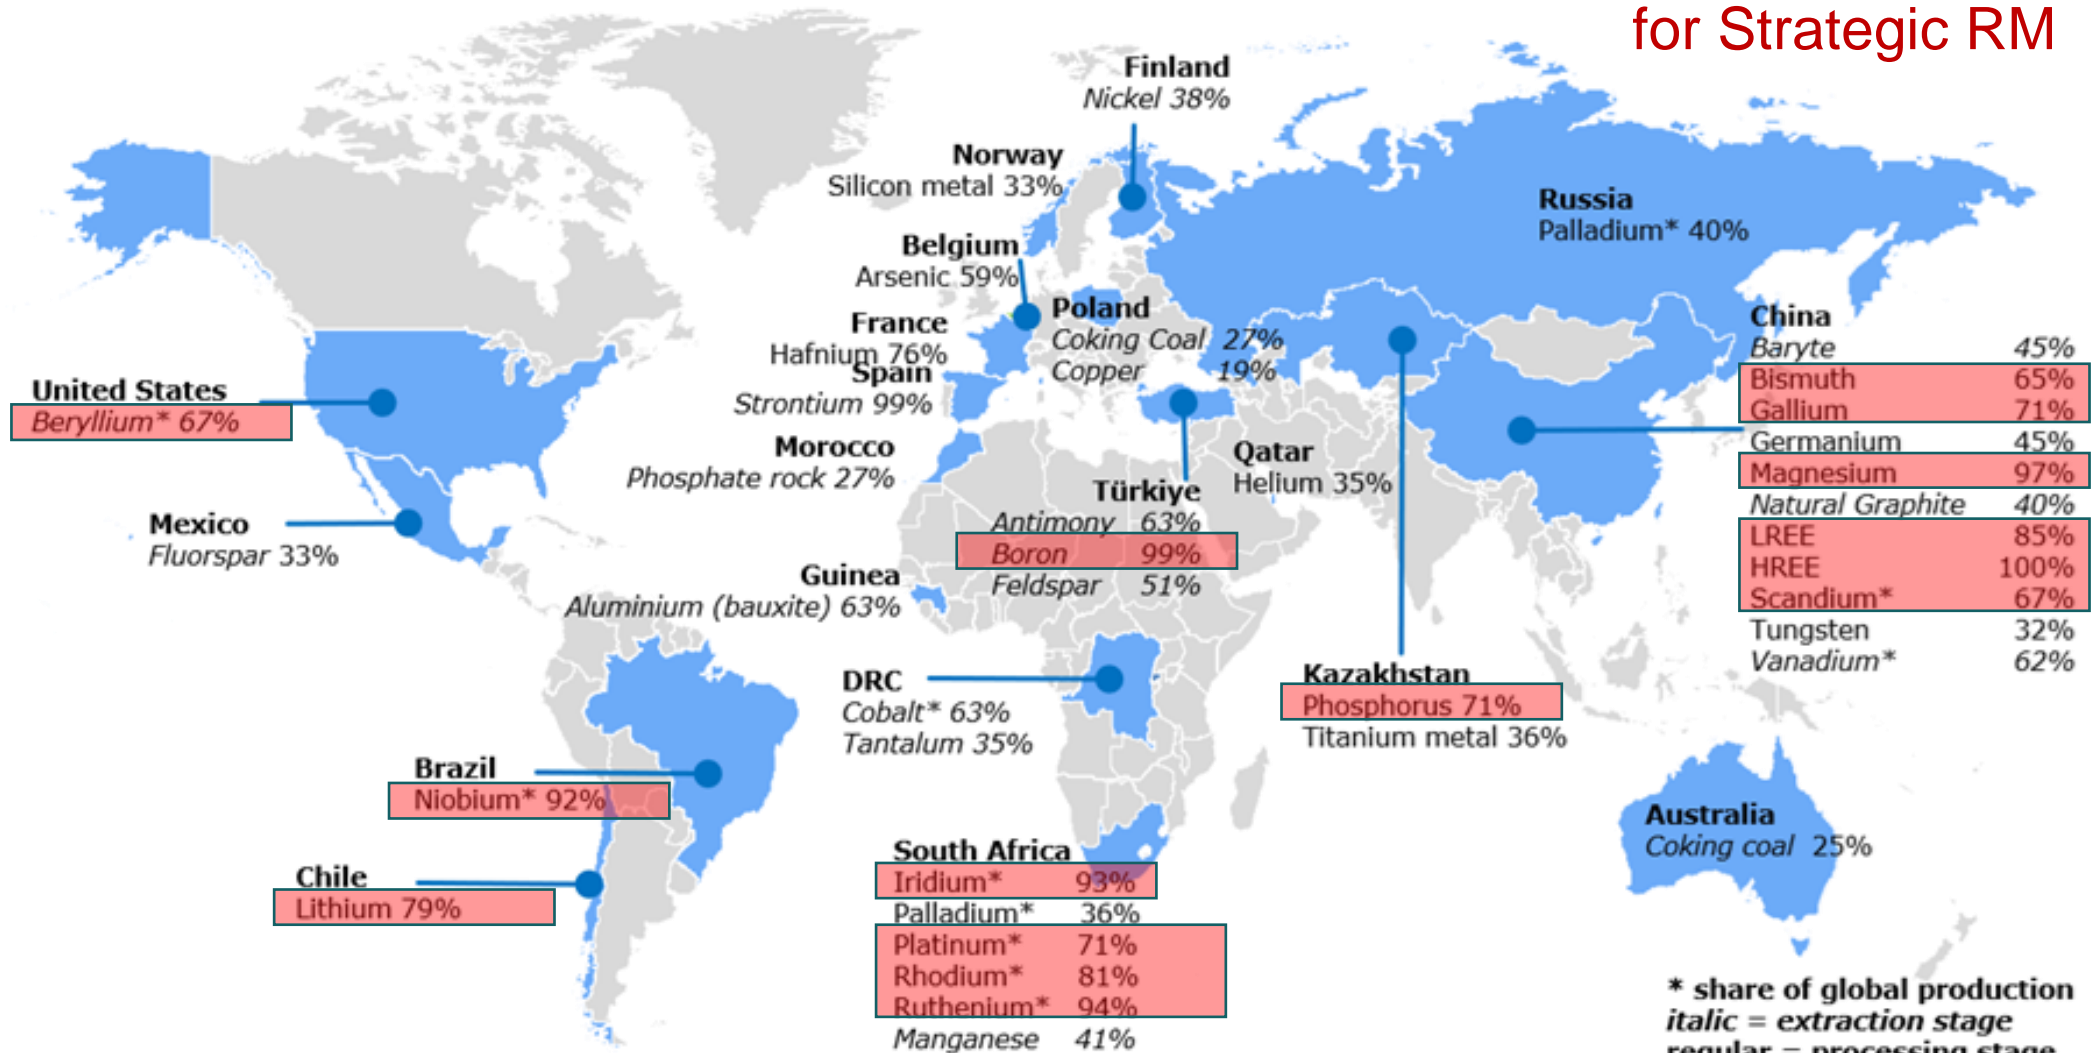 for Strategic RM
Finland
Nickel 38%
Norway
Silicon metal 33%
Russia
Palladium* 40%
Belgium
Arsenic 59%
Poland
Coking Coal 27%
Copper 19%
France
Hafnium 76%
Spain
Strontium 99%
China
Baryte 45%
Bismuth 65%
Gallium 71%
Germanium 45%
Magnesium 97%
Natural Graphite 40%
LREE 85%
HREE 100%
Scandium* 67%
Tungsten 32%
Vanadium* 62%
United States
Beryllium* 67%
Morocco
Phosphate rock 27%
Qatar
Helium 35%
Türkiye
Antimony 63%
Boron 99%
Feldspar 51%
Mexico
Fluorspar 33%
Guinea
Aluminium (bauxite) 63%
DRC
Cobalt* 63%
Tantalum 35%
Kazakhstan
Phosphorus 71%
Titanium metal 36%
Brazil
Niobium* 92%
Australia
Coking coal 25%
Chile
Lithium 79%
South Africa
Iridium* 93%
Palladium* 36%
Platinum* 71%
Rhodium* 81%
Ruthenium* 94%
Manganese 41%
* share of global production
italic = extraction stage
regular = processing stage